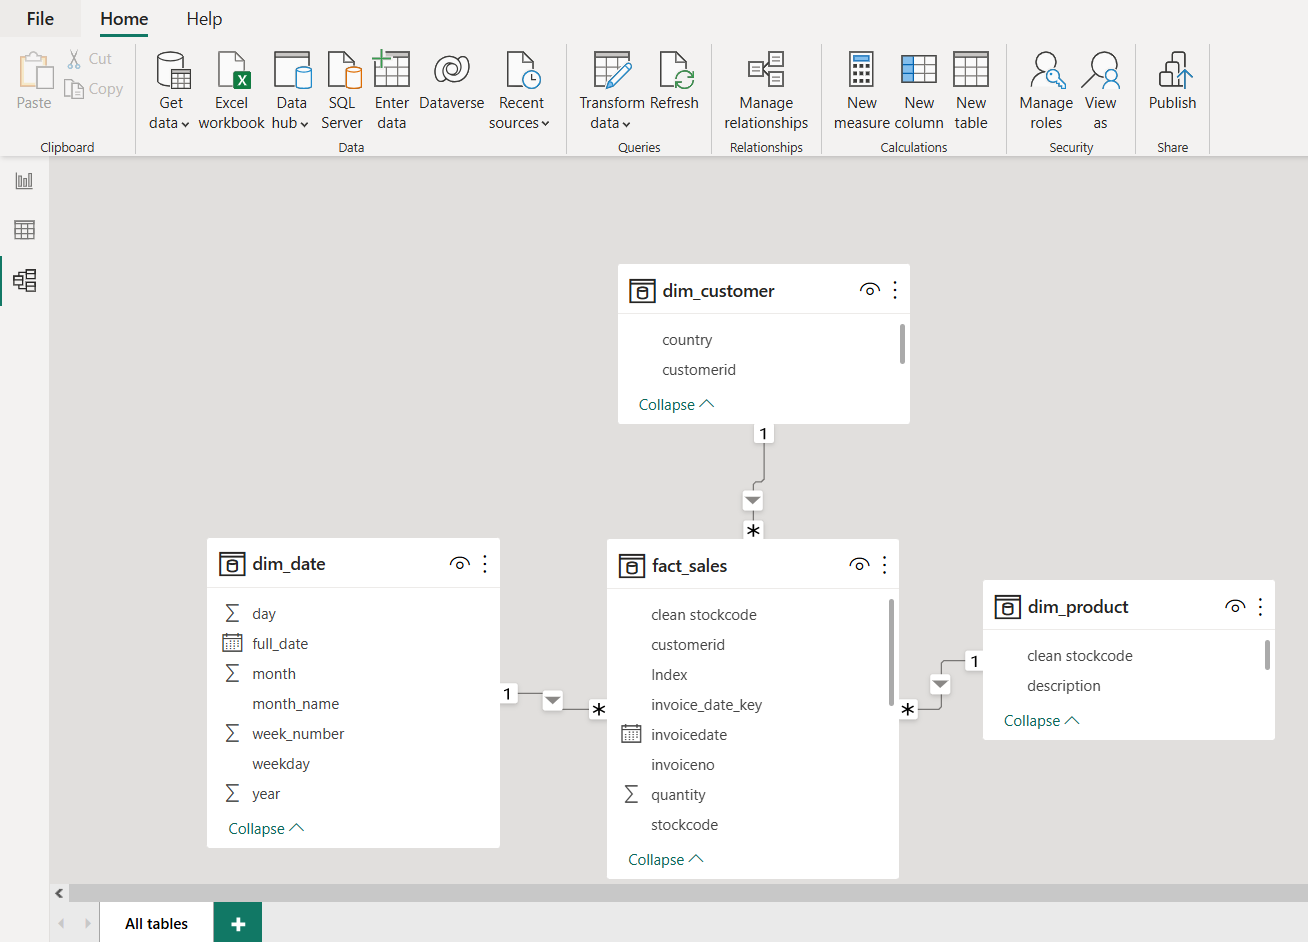 File Home Help
Paste
Cut
Copy
Clipboard
Get data
Excel workbook
Data hub
SQL Server
Enter data
Dataverse
Recent sources
Data
Transform data
Refresh
Queries
Manage relationships
Relationships
New measure
New column
New table
Calculations
Manage roles
View as
Security
Publish
Share
dim_customer
country
customerid
Collapse
1
*
dim_date
day
full_date
month
month_name
week_number
weekday
year
Collapse
1
*
fact_sales
clean stockcode
customerid
Index
invoice_date_key
invoicedate
invoiceno
quantity
stockcode
Collapse
*
1
dim_product
clean stockcode
description
Collapse
All tables